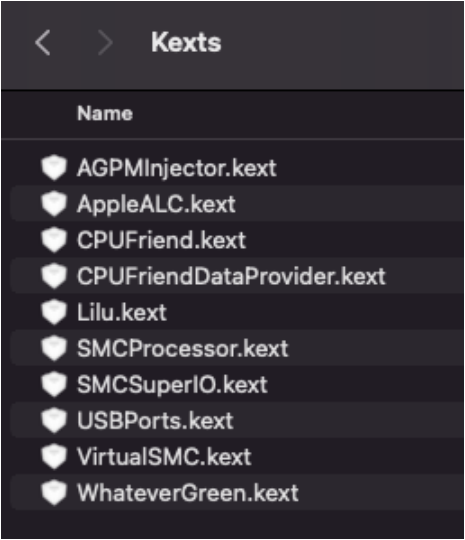 Kexts
Name
AGPMInjector.kext
AppleALC.kext
CPUFriend.kext
CPUFriendDataProvider.kext
Lilu.kext
SMCProcessor.kext
SMCSuperIO.kext
USBPorts.kext
VirtualSMC.kext
WhateverGreen.kext